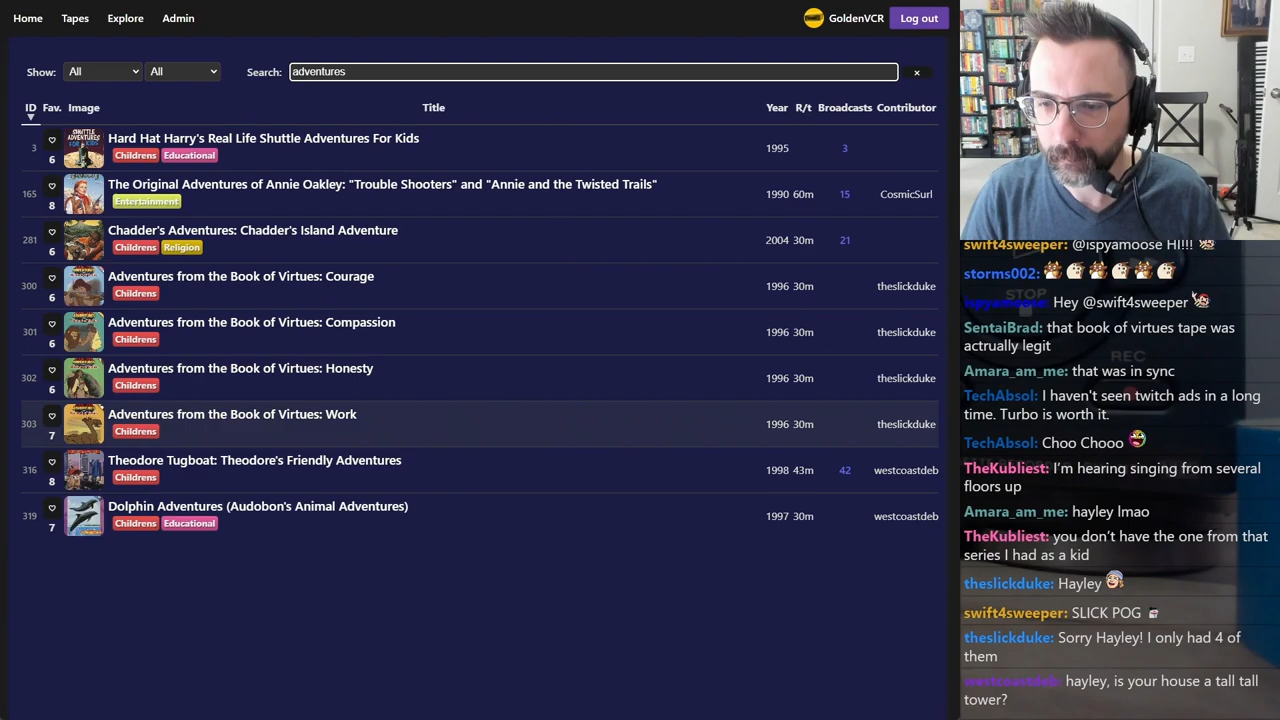 Home Tapes Explore Admin GoldenVCR Log out
Show: All All Search: adventures ×
ID Fav. Image Title Year R/t Broadcasts Contributor
3 6 Hard Hat Harry's Real Life Shuttle Adventures For Kids 1995 3
Childrens Educational
165 8 The Original Adventures of Annie Oakley: "Trouble Shooters" and "Annie and the Twisted Trails" 1990 60m 15 CosmicSurl
Entertainment
281 6 Chadder's Adventures: Chadder's Island Adventure 2004 30m 21
Childrens Religion
300 6 Adventures from the Book of Virtues: Courage 1996 30m theslickduke
Childrens
301 6 Adventures from the Book of Virtues: Compassion 1996 30m theslickduke
Childrens
302 6 Adventures from the Book of Virtues: Honesty 1996 30m theslickduke
Childrens
303 7 Adventures from the Book of Virtues: Work 1996 30m theslickduke
Childrens
316 8 Theodore Tugboat: Theodore's Friendly Adventures 1998 43m 42 westcoastdeb
Childrens
319 7 Dolphin Adventures (Audobon's Animal Adventures) 1997 30m westcoastdeb
Childrens Educational
swift4sweeper: @ispyamoose HI!!!
storms002:
STOP
ispyamoose: Hey @swift4sweeper
SentaiBrad: that book of virtues tape was
actrually legit
REC
Amara_am_me: that was in sync
TechAbsol: I haven't seen twitch ads in a long
time. Turbo is worth it.
TechAbsol: Choo Chooo
TheKubliest: I'm hearing singing from several
floors up
Amara_am_me: hayley lmao
TheKubliest: you don't have the one from that
series I had as a kid
theslickduke: Hayley
swift4sweeper: SLICK POG
theslickduke: Sorry Hayley! I only had 4 of
them
westcoastdeb: hayley, is your house a tall tall
tower?